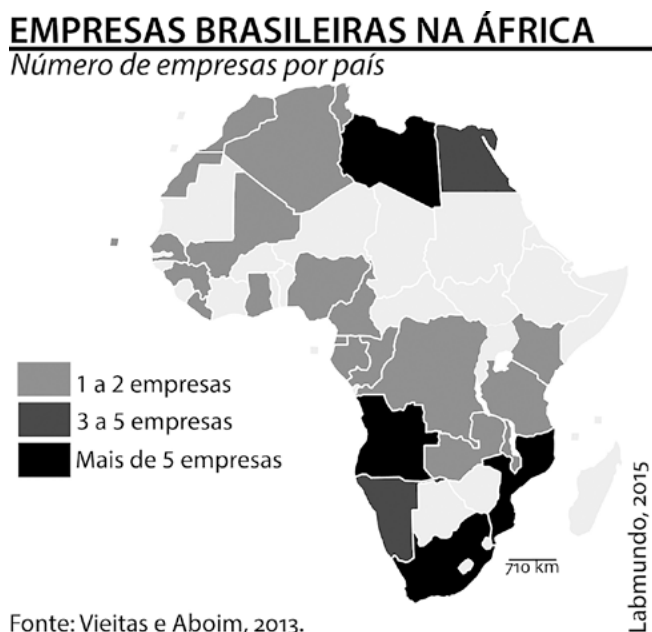 EMPRESAS BRASILEIRAS NA ÁFRICA
Número de empresas por país
1 a 2 empresas
3 a 5 empresas
Mais de 5 empresas
710 km
Labmundo, 2015
Fonte: Vieitas e Aboim, 2013.